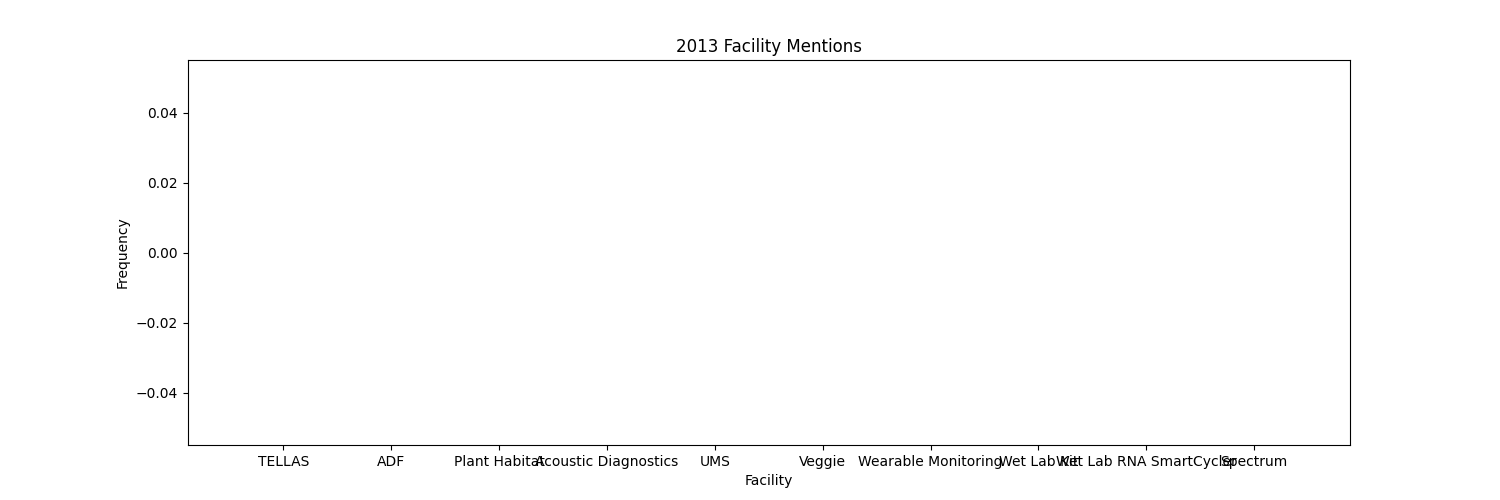 2013 Facility Mentions
0.04
0.02
0.00
−0.02
−0.04
Frequency
TELLAS ADF Plant Habitat Acoustic Diagnostics UMS Veggie Wearable Monitoring Wet Lab Kit Wet Lab RNA SmartCycler Spectrum
Facility